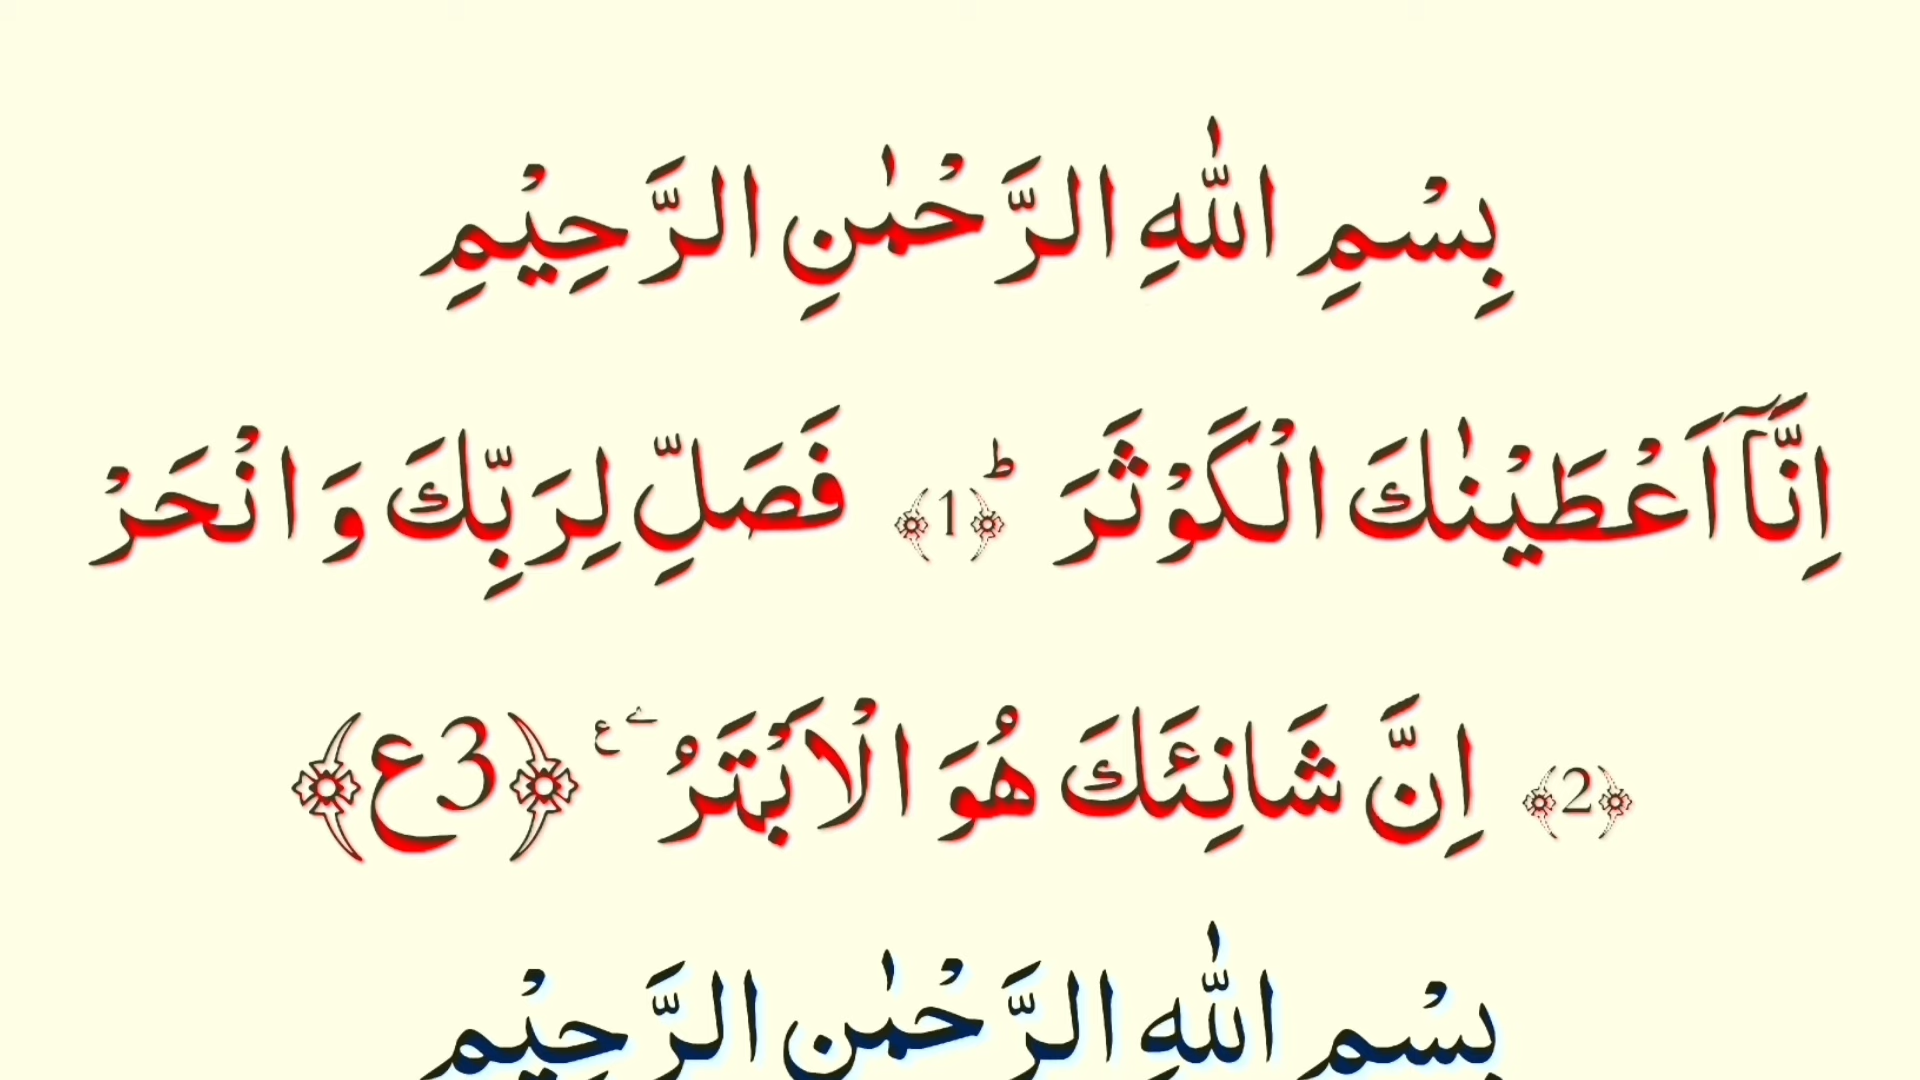 بِسْمِ اللّٰهِ الرَّحْمٰنِ الرَّحِیْمِ
اِنَّاۤ اَعْطَیْنٰكَ الْكَوْثَرَ ؕ ﴿1﴾ فَصَلِّ لِرَبِّكَ وَ انْحَرْ
﴿2﴾ اِنَّ شَانِئَكَ هُوَ الْاَبْتَرُ ۧ ﴿3ع﴾
بِسْمِ اللّٰهِ الرَّحْمٰنِ الرَّحِیْمِ